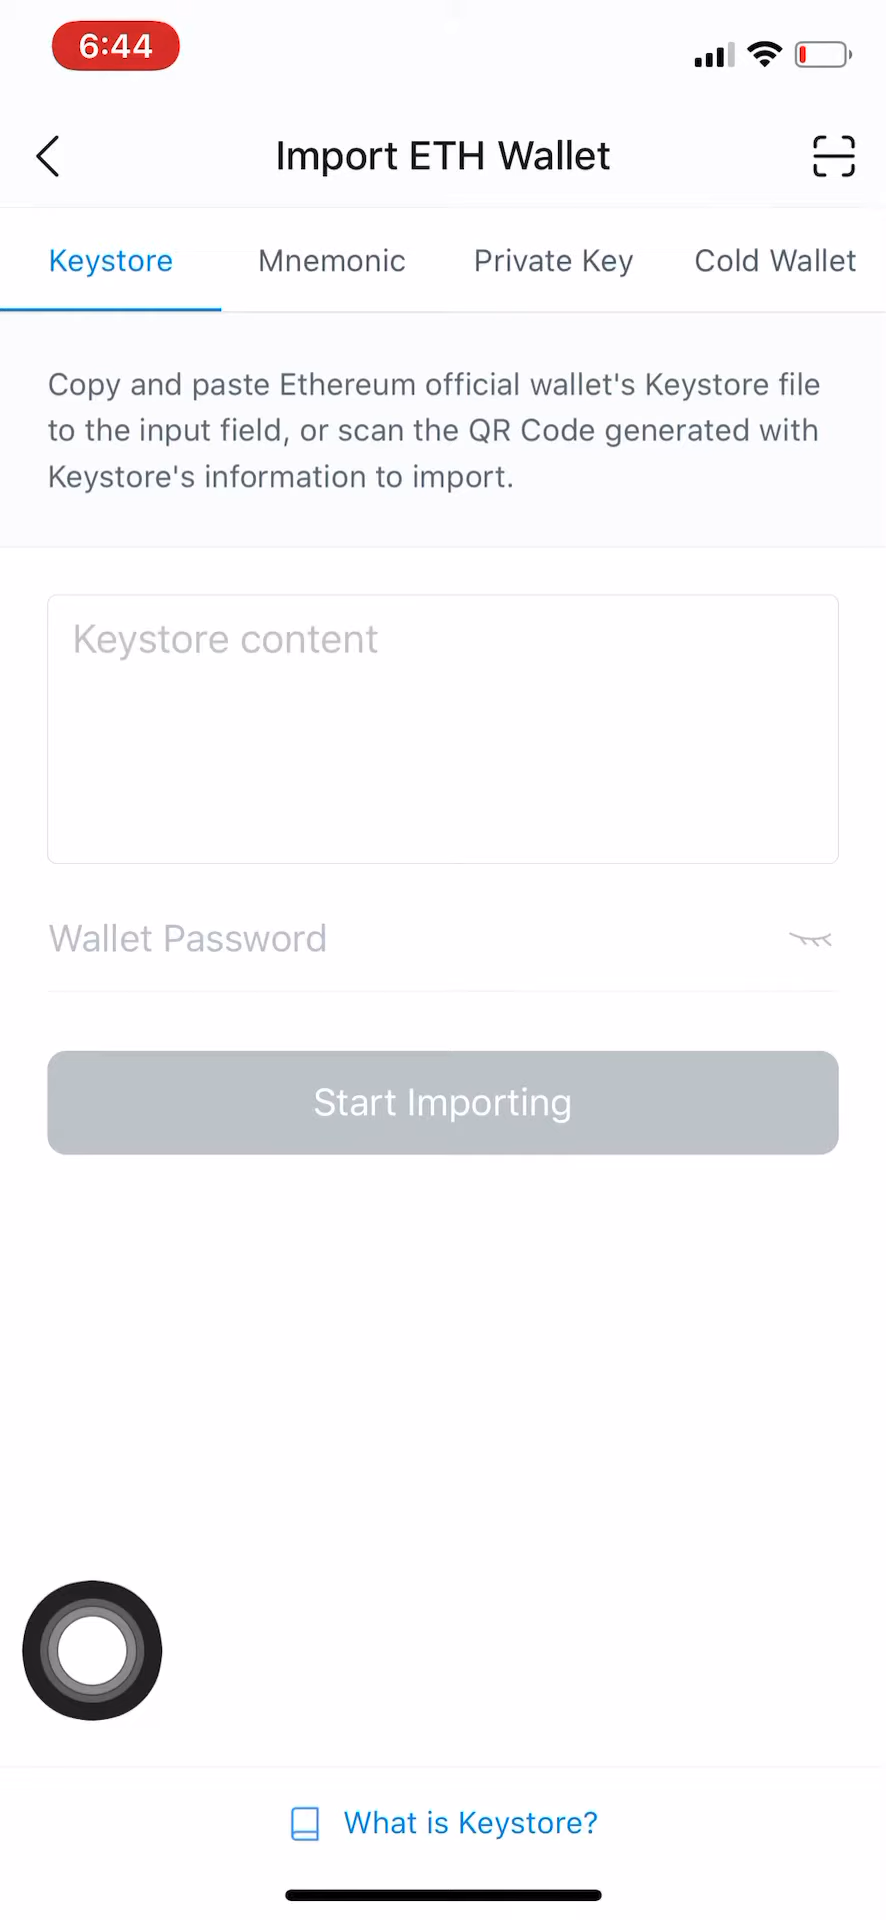 6:44
Import ETH Wallet
Keystore Mnemonic Private Key Cold Wallet
Copy and paste Ethereum official wallet's Keystore file
to the input field, or scan the QR Code generated with
Keystore's information to import.
Keystore content
Wallet Password
Start Importing
What is Keystore?